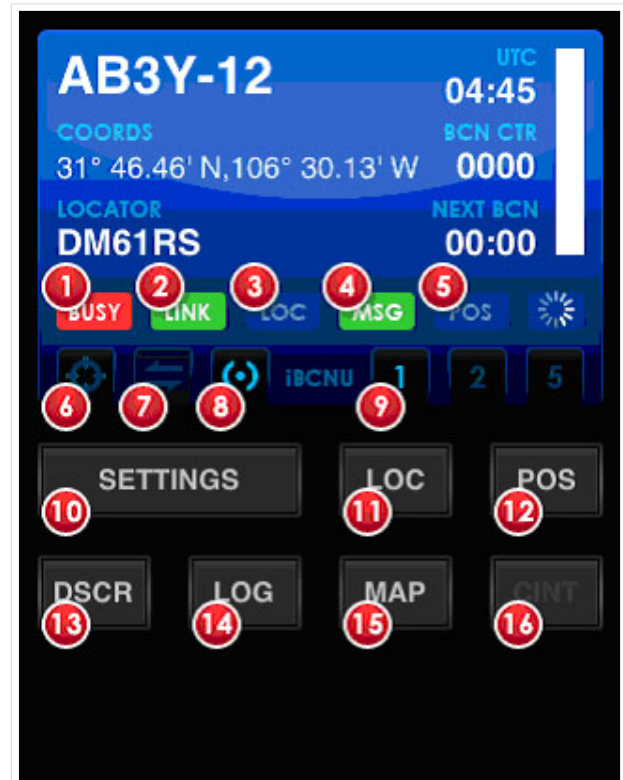 AB3Y-12
UTC
04:45
COORDS
BCN CTR
31° 46.46' N,106° 30.13' W
0000
LOCATOR
NEXT BCN
DM61RS
00:00
1 2 3 4 5
BUSY LINK LOC MSG POS
iBCNU 1 2 5
6 7 8 9
SETTINGS LOC POS
10 11 12
DSCR LOG MAP CINT
13 14 15 16